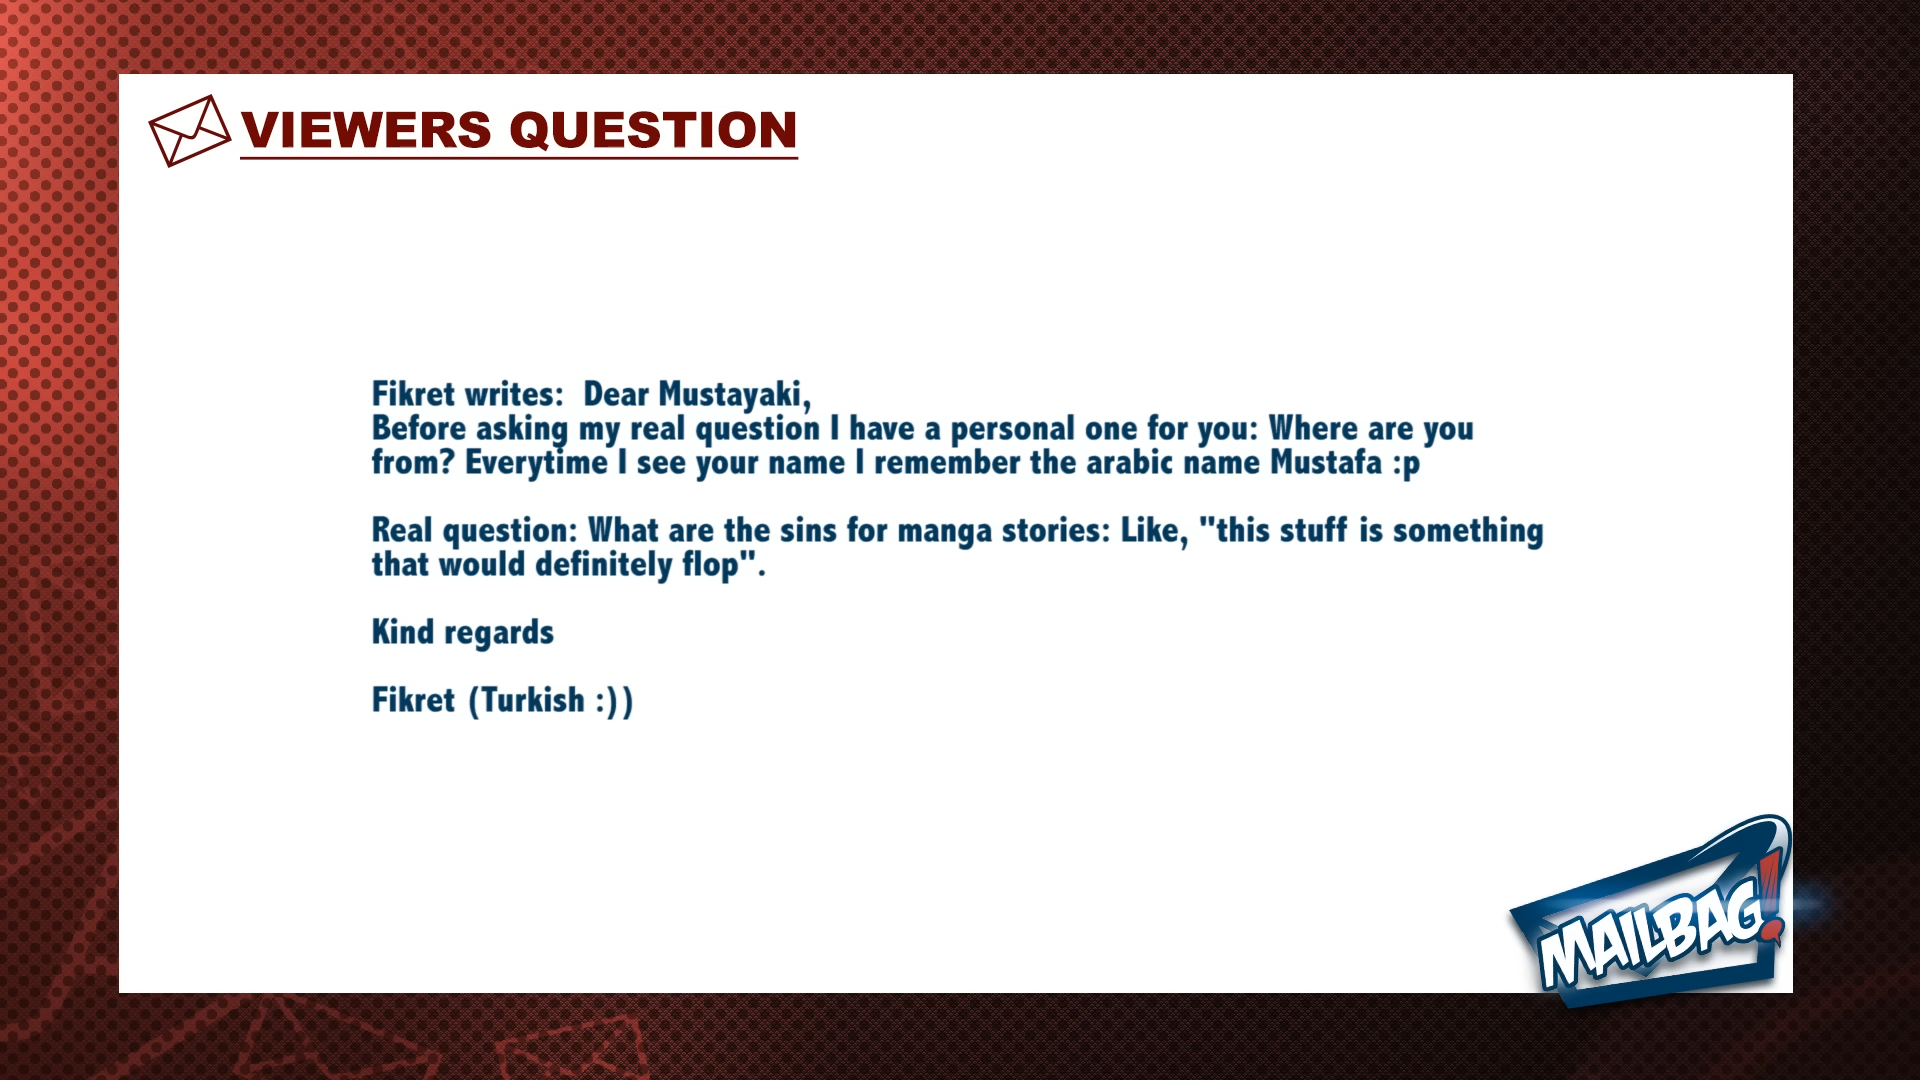 VIEWERS QUESTION
Fikret writes:  Dear Mustayaki,
Before asking my real question I have a personal one for you: Where are you
from? Everytime I see your name I remember the arabic name Mustafa :p
Real question: What are the sins for manga stories: Like, "this stuff is something
that would definitely flop".
Kind regards
Fikret (Turkish :))
MAILBAG!